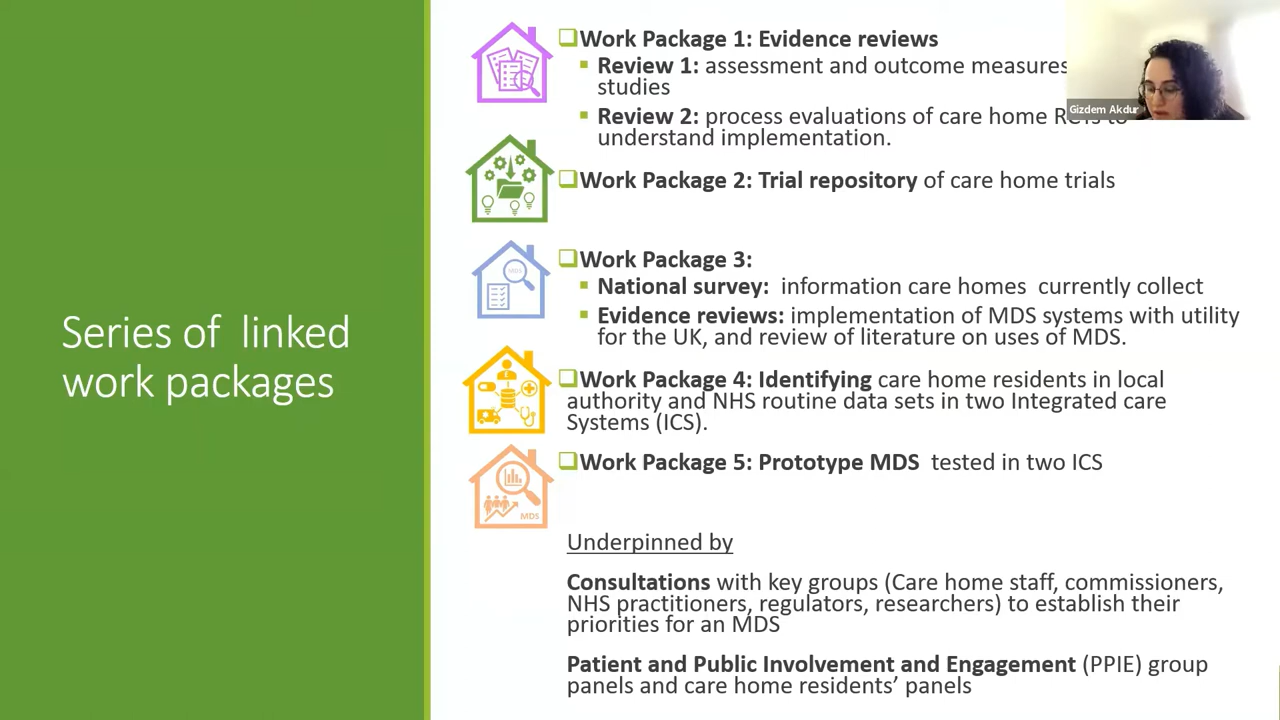 Series of linked
work packages
Work Package 1: Evidence reviews
Review 1: assessment and outcome measures
studies
Review 2: process evaluations of care home RCTs to
understand implementation.
Work Package 2: Trial repository of care home trials
Work Package 3:
National survey: information care homes currently collect
Evidence reviews: implementation of MDS systems with utility
for the UK, and review of literature on uses of MDS.
MDS
Work Package 4: Identifying care home residents in local
authority and NHS routine data sets in two Integrated care
Systems (ICS).
Work Package 5: Prototype MDS tested in two ICS
MDS
Underpinned by
Consultations with key groups (Care home staff, commissioners,
NHS practitioners, regulators, researchers) to establish their
priorities for an MDS
Patient and Public Involvement and Engagement (PPIE) group
panels and care home residents’ panels
Gizdem Akdur